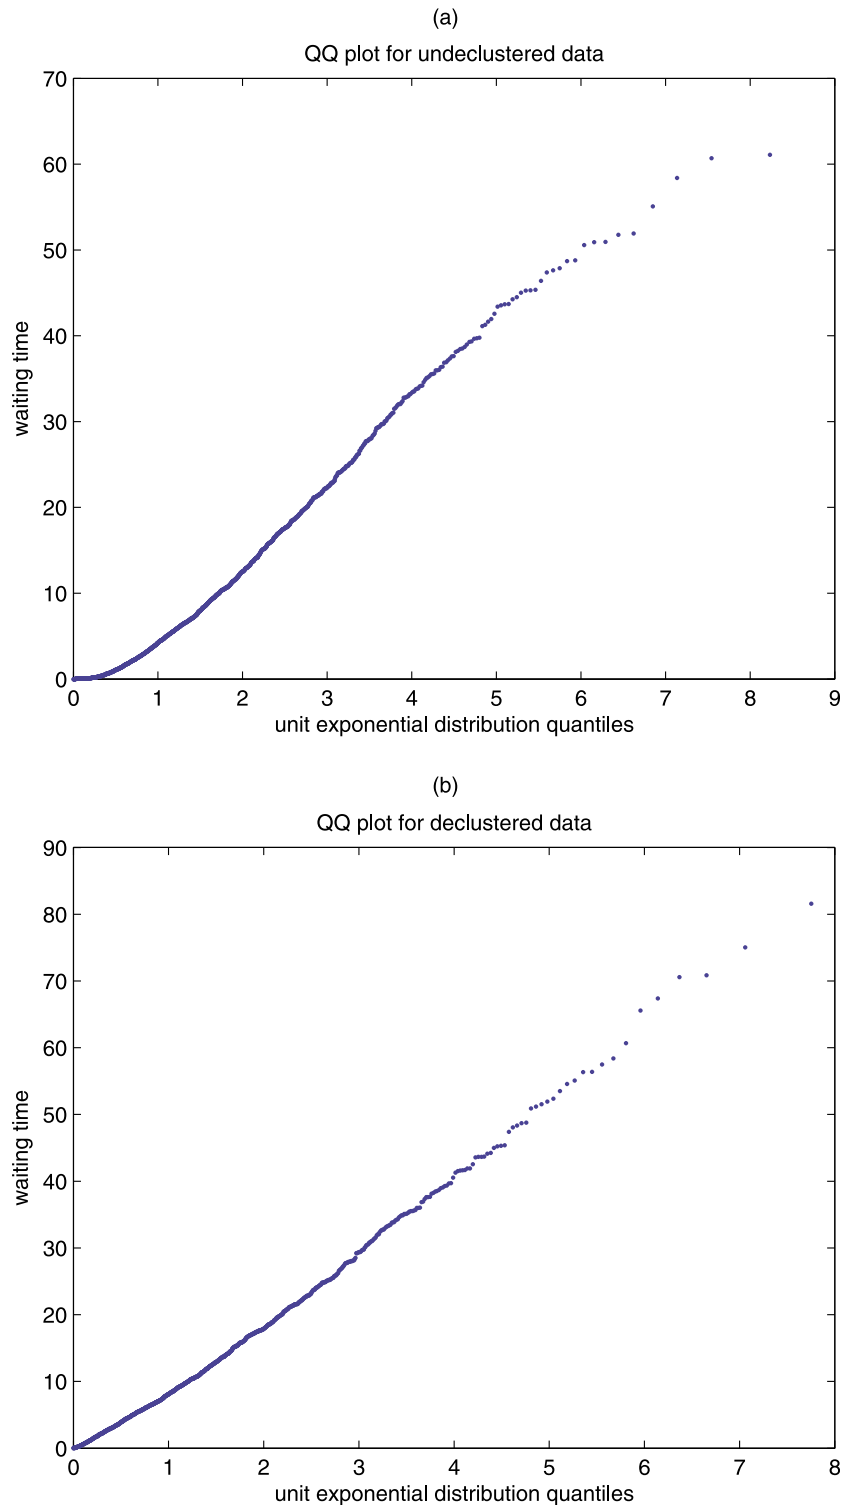 (a)
QQ plot for undeclustered data
70
60
50
40
30
20
10
0
waiting time
0 1 2 3 4 5 6 7 8 9
unit exponential distribution quantiles
(b)
QQ plot for declustered data
90
80
70
60
50
40
30
20
10
0
waiting time
0 1 2 3 4 5 6 7 8
unit exponential distribution quantiles